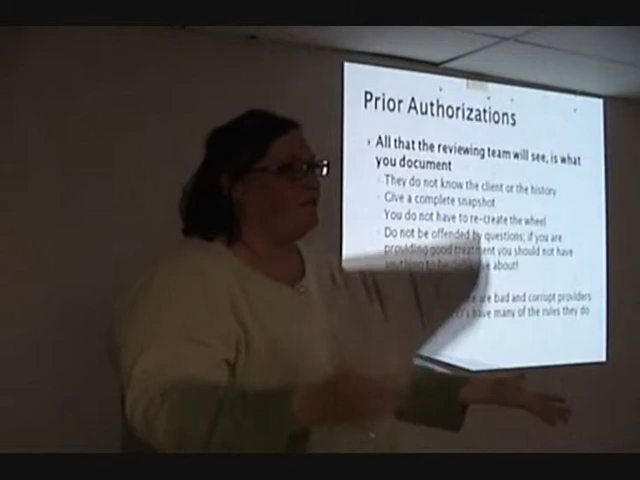 Prior Authorizations
All that the reviewing team will see, is what
you document
They do not know the client or the history
Give a complete snapshot
You do not have to re-create the wheel
Do not be offended by questions; if you are
providing good treatment you should not have
about!
are bad and corrupt providers
have many of the rules they do